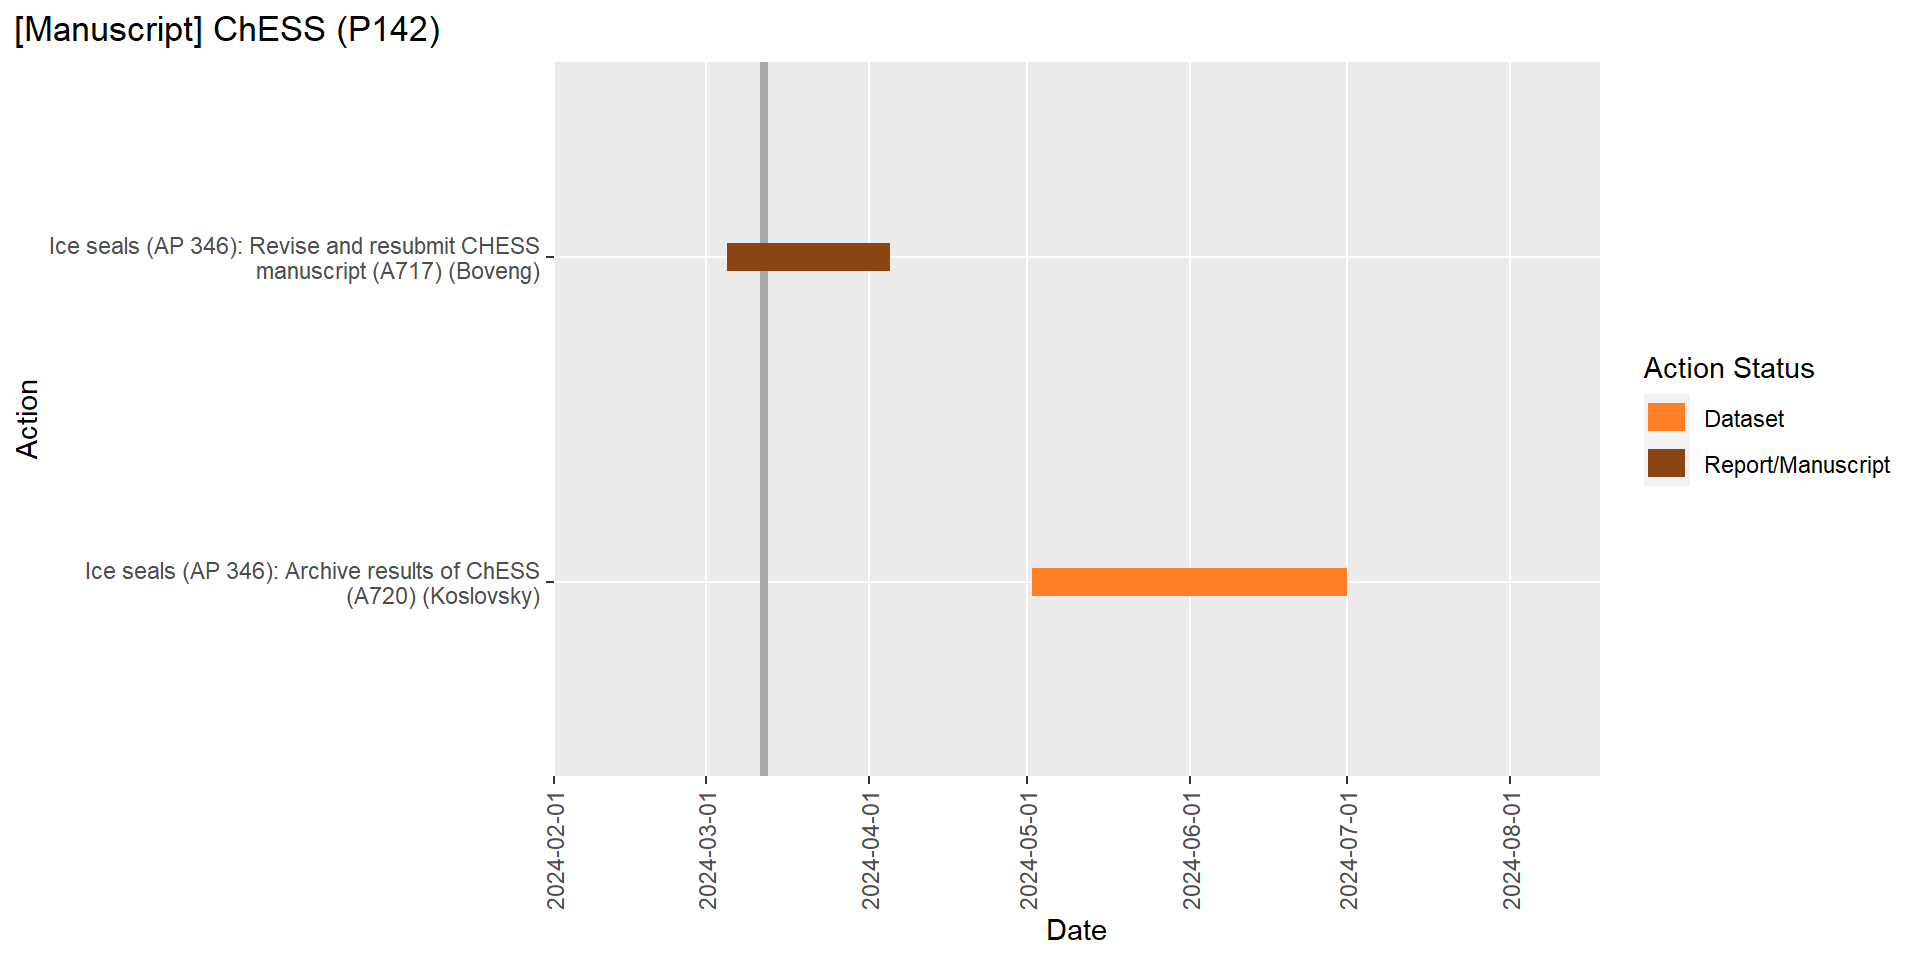 [Manuscript] ChESS (P142)
Ice seals (AP 346): Revise and resubmit CHESS
manuscript (A717) (Boveng)
Ice seals (AP 346): Archive results of ChESS
(A720) (Koslovsky)
Action
2024-02-01
2024-03-01
2024-04-01
2024-05-01
2024-06-01
2024-07-01
2024-08-01
Date
Action Status
Dataset
Report/Manuscript